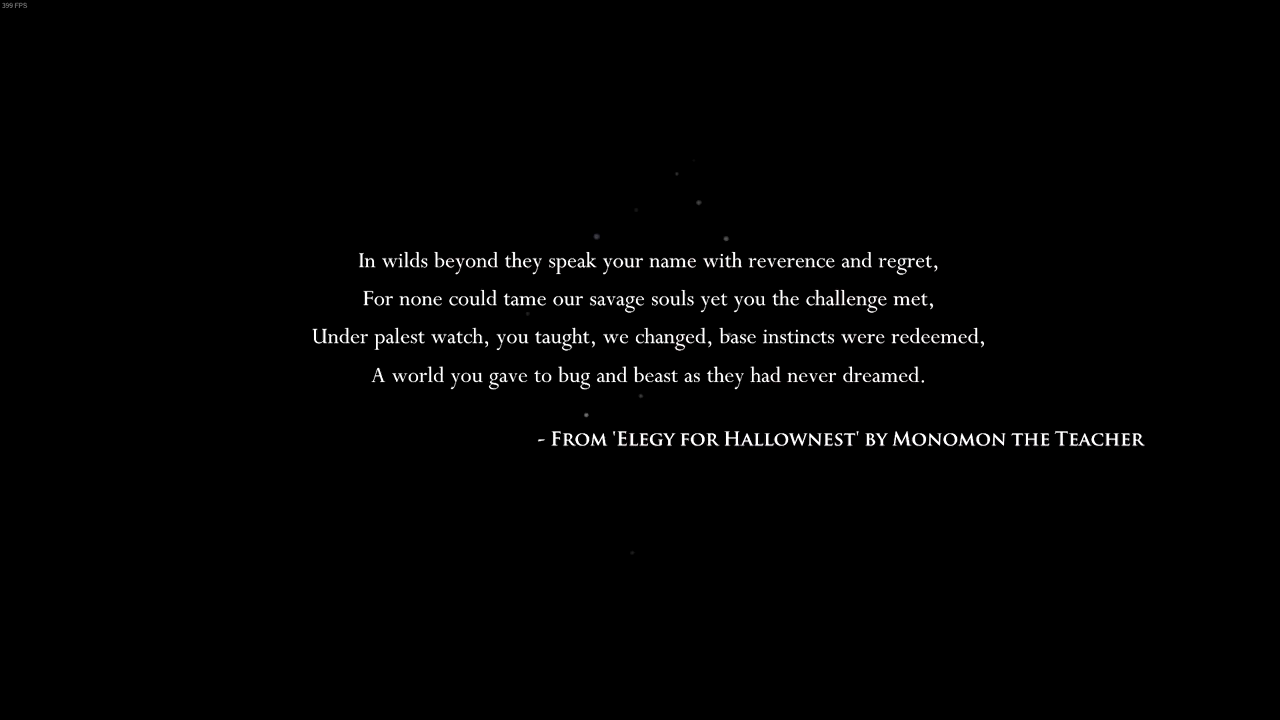 399 FPS
In wilds beyond they speak your name with reverence and regret,
For none could tame our savage souls yet you the challenge met,
Under palest watch, you taught, we changed, base instincts were redeemed,
A world you gave to bug and beast as they had never dreamed.
- From 'Elegy for Hallownest' by Monomon the Teacher